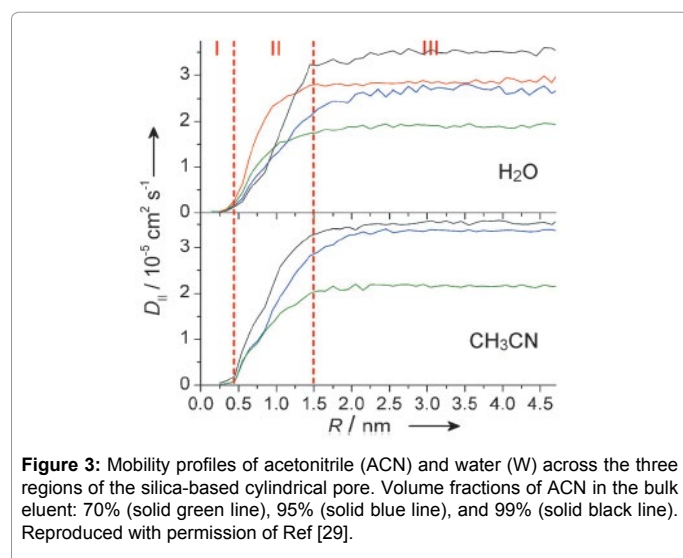 I II III
3
2
1
0
H₂O
3
2
1
0
CH₃CN
D|| / 10⁻⁵ cm² s⁻¹
0.0 0.5 1.0 1.5 2.0 2.5 3.0 3.5 4.0 4.5
R / nm
Figure 3: Mobility profiles of acetonitrile (ACN) and water (W) across the three
regions of the silica-based cylindrical pore. Volume fractions of ACN in the bulk
eluent: 70% (solid green line), 95% (solid blue line), and 99% (solid black line).
Reproduced with permission of Ref [29].